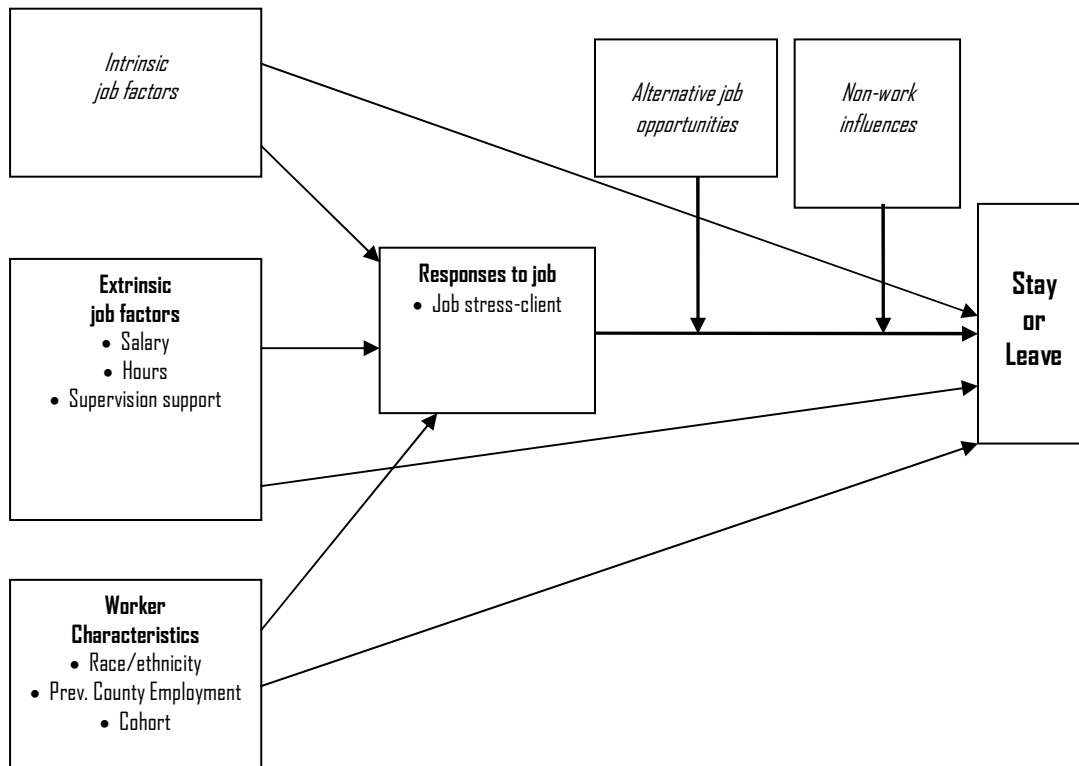 Intrinsic
job factors
Alternative job
opportunities
Non-work
influences
Extrinsic
job factors
• Salary
• Hours
• Supervision support
Responses to job
• Job stress-client
Stay
or
Leave
Worker
Characteristics
• Race/ethnicity
• Prev. County Employment
• Cohort